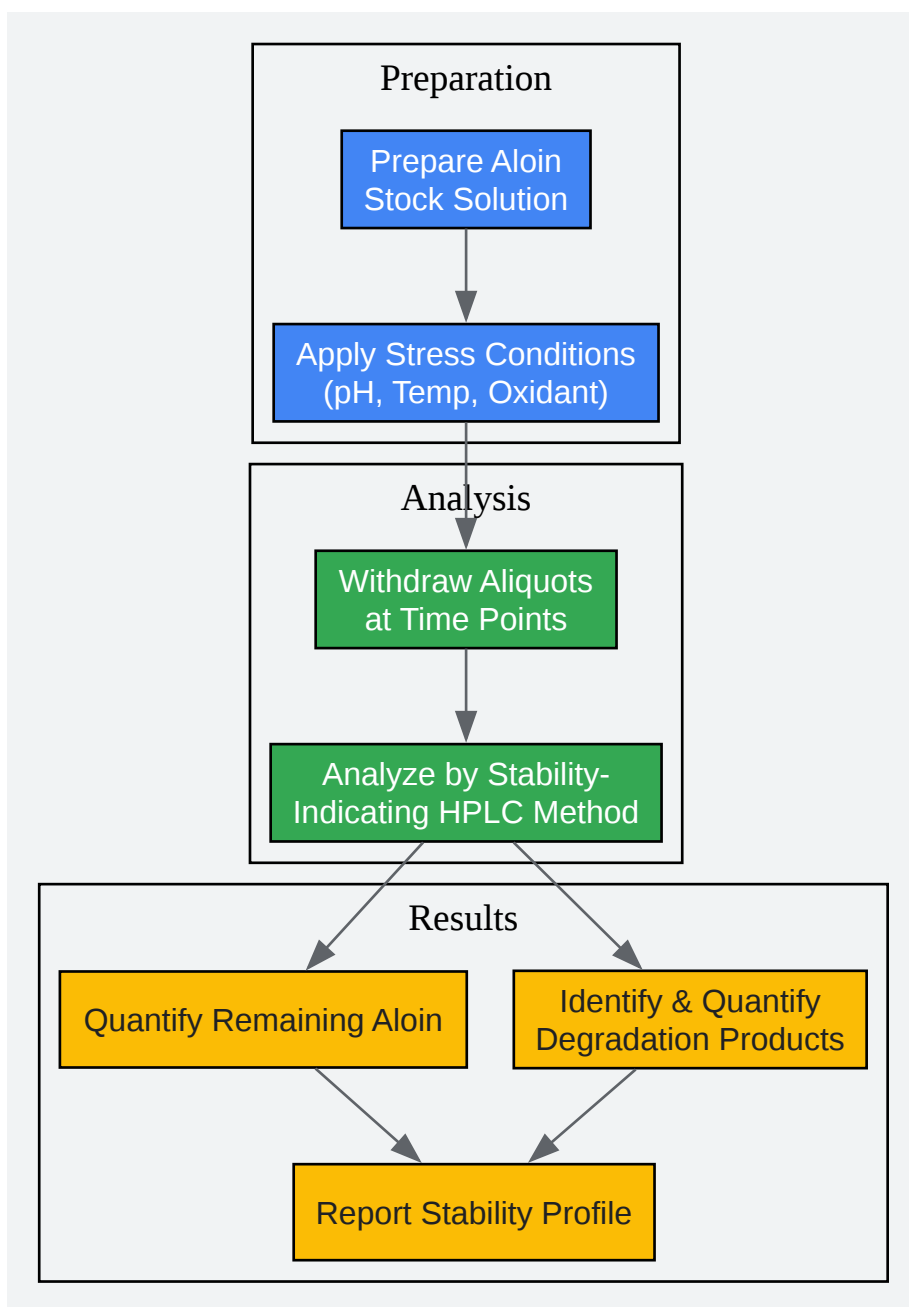 Preparation
Prepare Aloin
Stock Solution
Apply Stress Conditions
(pH, Temp, Oxidant)
Analysis
Withdraw Aliquots
at Time Points
Analyze by Stability-
Indicating HPLC Method
Results
Quantify Remaining Aloin
Identify & Quantify
Degradation Products
Report Stability Profile